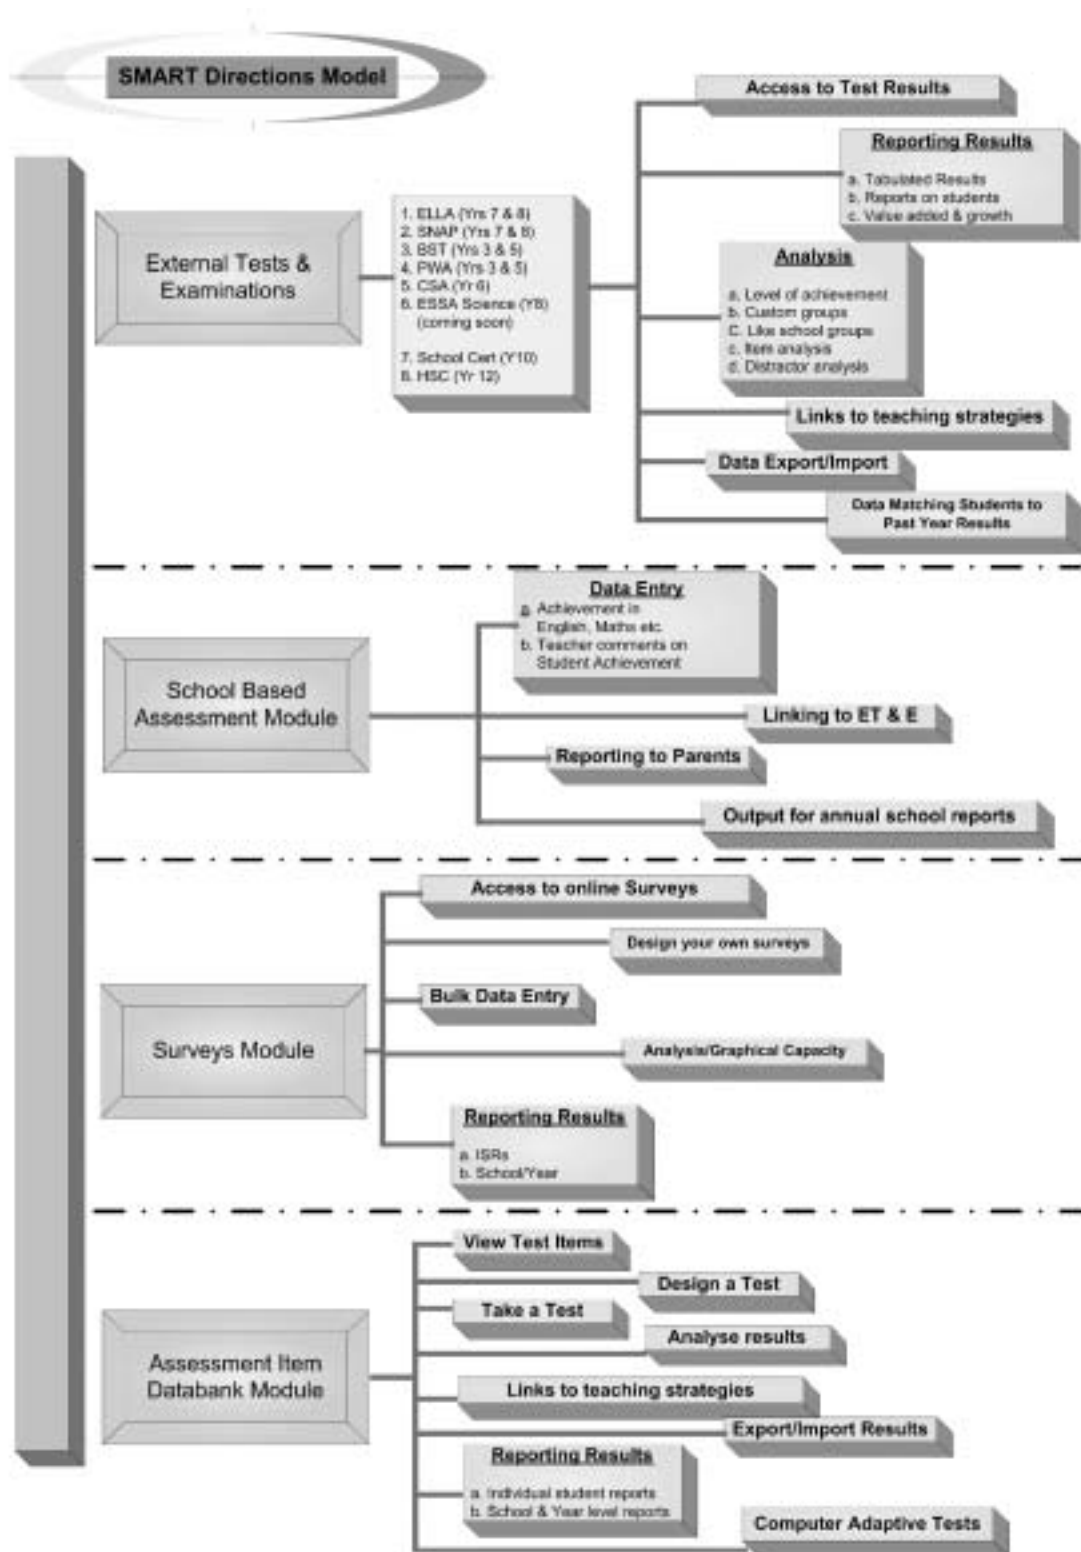 SMART Directions Model
Access to Test Results
Reporting Results
a. Tabulated Results
b. Reports on students
c. Value added & growth
External Tests &
Examinations
1. ELLA (Yrs 7 & 8)
2. SNAP (Yrs 7 & 8)
3. BST (Yrs 3 & 5)
4. PWA (Yrs 3 & 5)
5. CSA (Yr 6)
6. ESSA Science (Y8)
(coming soon)
7. School Cert (Y10)
8. HSC (Yr 12)
Analysis
a. Level of achievement
b. Custom groups
C. Like school groups
c. Item analysis
d. Distractor analysis
Links to teaching strategies
Data Export/Import
Data Matching Students to
Past Year Results
Data Entry
a. Achievement in
English, Maths etc.
b. Teacher comments on
Student Achievement
School Based
Assessment Module
Linking to ET & E
Reporting to Parents
Output for annual school reports
Access to online Surveys
Design your own surveys
Bulk Data Entry
Surveys Module
Analysis/Graphical Capacity
Reporting Results
a. ISRs
b. School/Year
View Test Items
Design a Test
Take a Test
Analyse results
Assessment Item
Databank Module
Links to teaching strategies
Export/Import Results
Reporting Results
a. Individual student reports
b. School & Year level reports
Computer Adaptive Tests